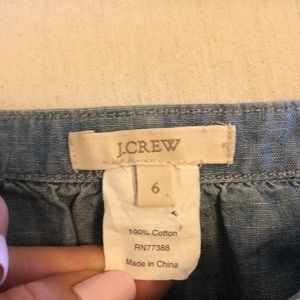 J.CREW
6
100% Cotton
RN77388
Made in China